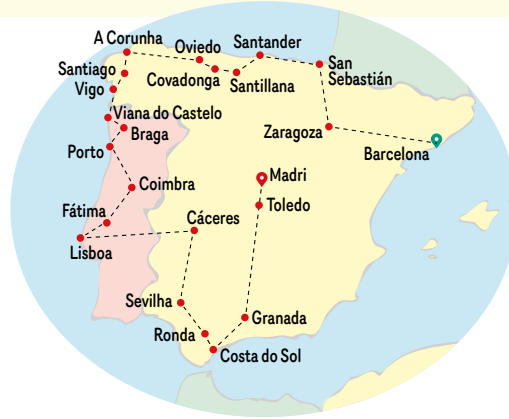 A Corunha
Oviedo
Santander
San
Sebastián
Santiago
Covadonga
Santillana
Vigo
Viana do Castelo
Braga
Zaragoza
Barcelona
Porto
Madri
Coimbra
Toledo
Fátima
Cáceres
Lisboa
Sevilha
Granada
Ronda
Costa do Sol